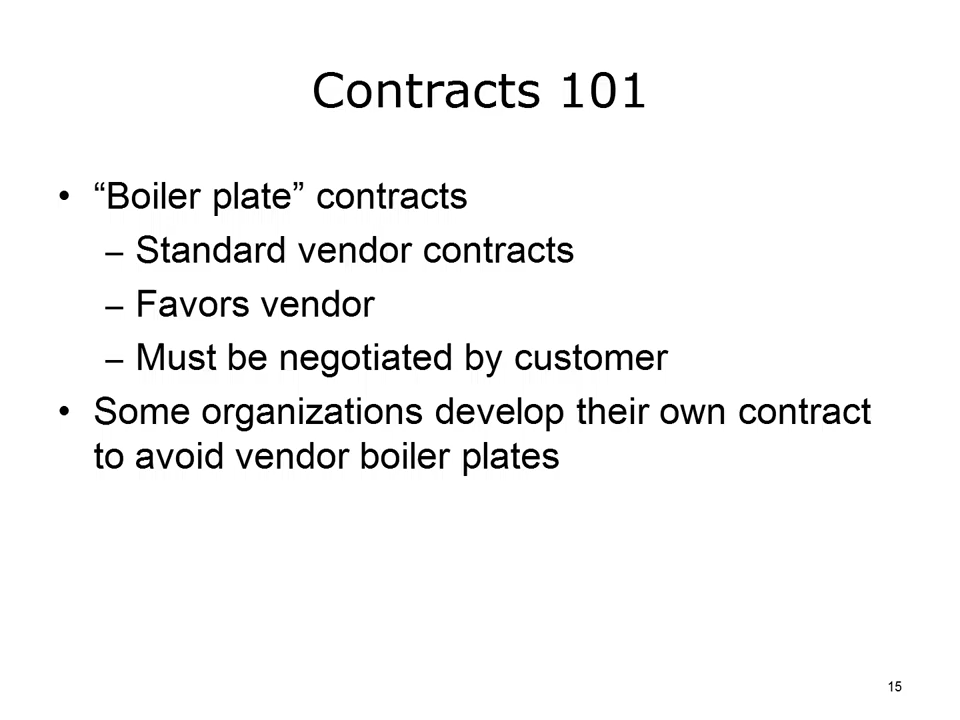 Contracts 101
• “Boiler plate” contracts
– Standard vendor contracts
– Favors vendor
– Must be negotiated by customer
• Some organizations develop their own contract
to avoid vendor boiler plates
15